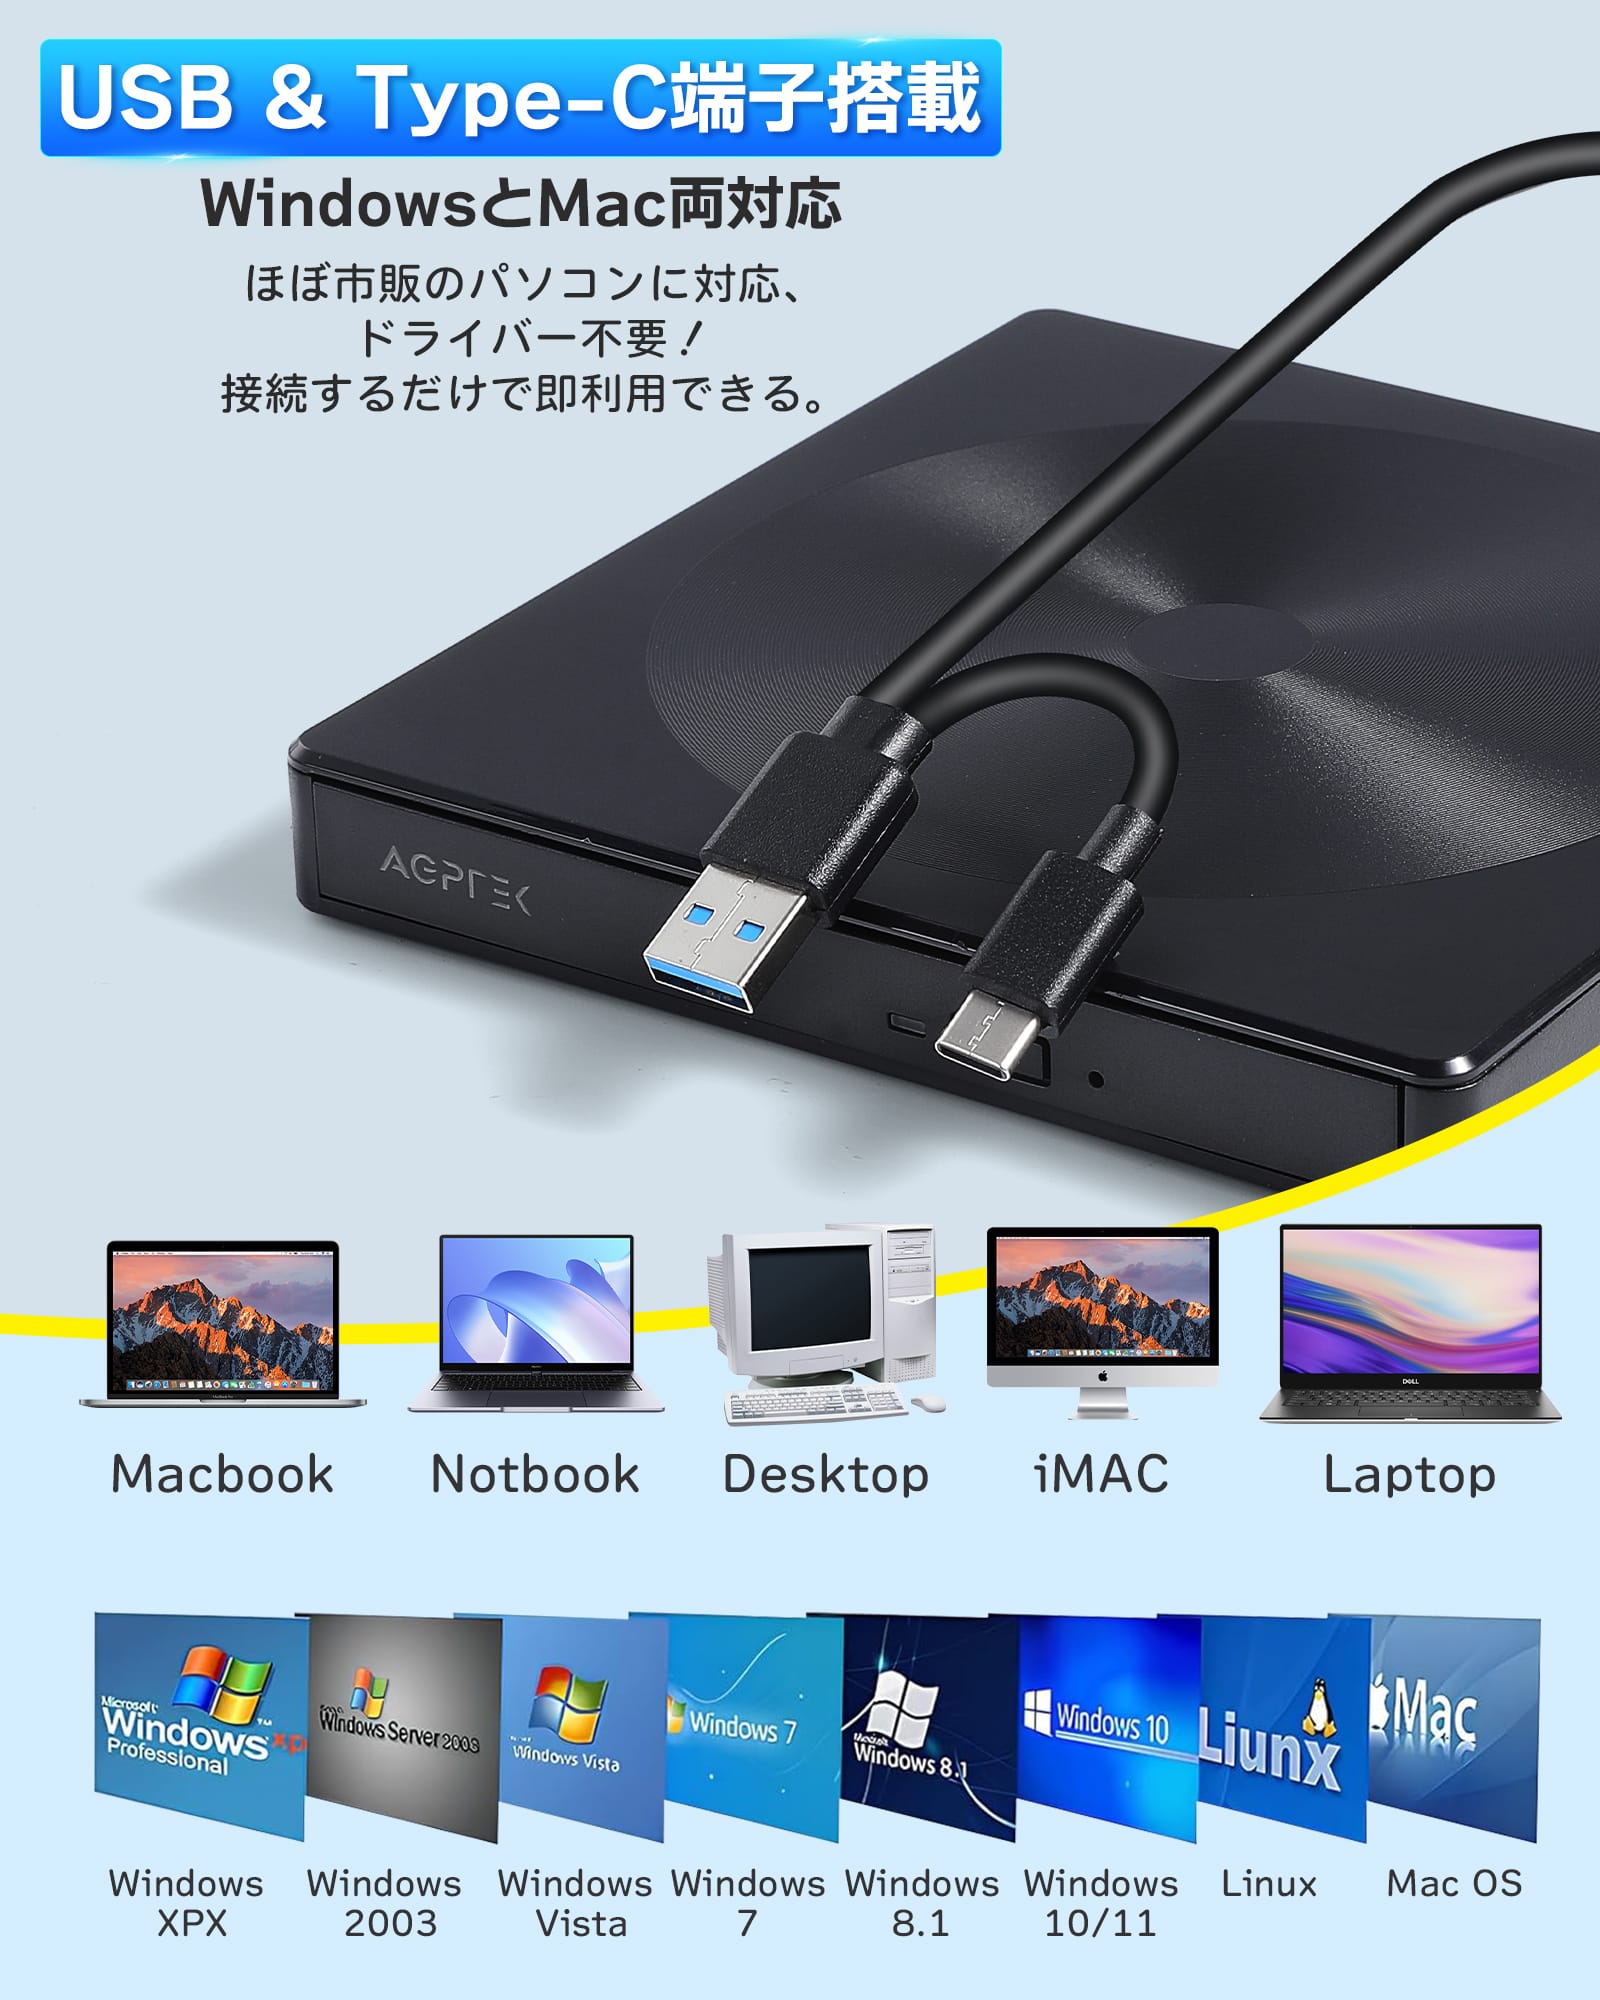 USB & Type-C端子搭載
WindowsとMac両対応
ほぼ市販のパソコンに対応、
ドライバー不要！
接続するだけで即利用できる。
AGPTEK
DELL
Macbook
Notbook
Desktop
iMAC
Laptop
Microsoft
Windows xp
Professional
Windows Server 2003
Windows Vista
Windows 7
Microsoft
Windows 8.1
Windows 10
Liunx
Mac
Windows
XPX
Windows
2003
Windows
Vista
Windows
7
Windows
8.1
Windows
10/11
Linux
Mac OS